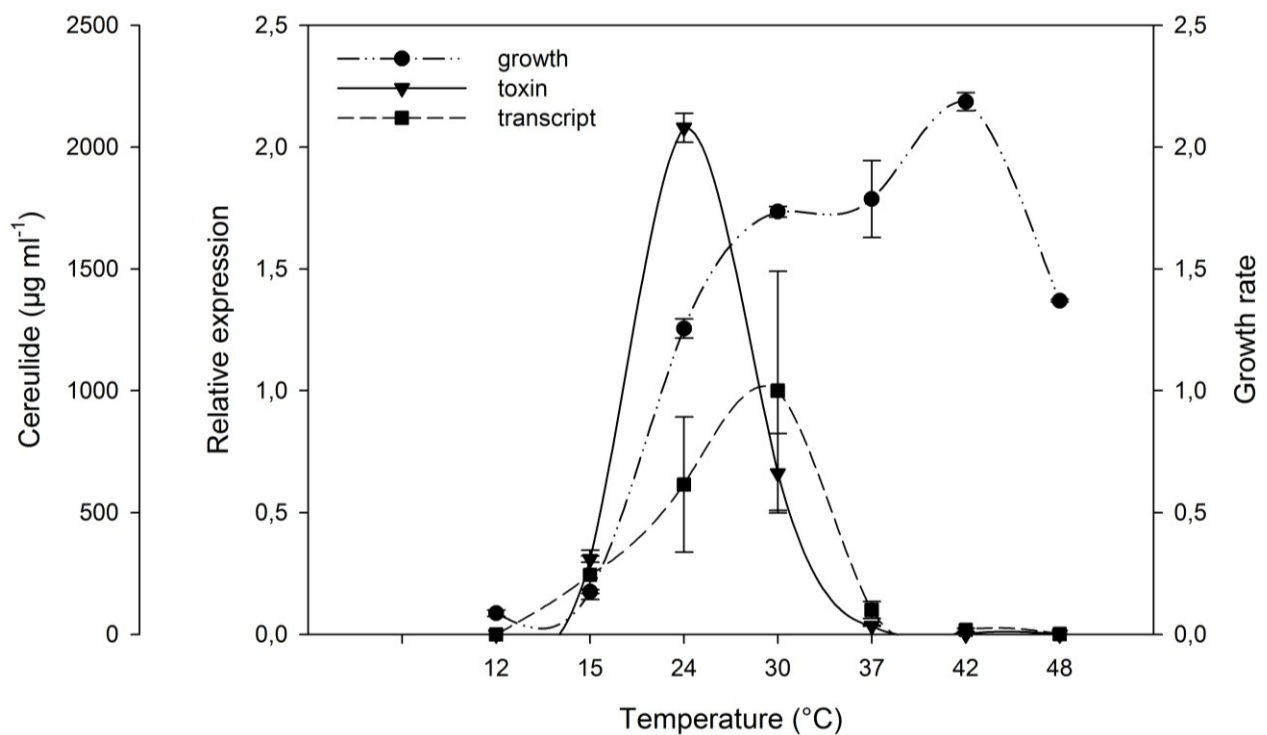 2500
2,5
2,5
growth
toxin
transcript
2000
2,0
2,0
1500
1,5
1,5
1000
1,0
1,0
500
0,5
0,5
0
0,0
0,0
Cereulide (µg ml⁻¹)
Relative expression
Growth rate
12 15 24 30 37 42 48
Temperature (°C)